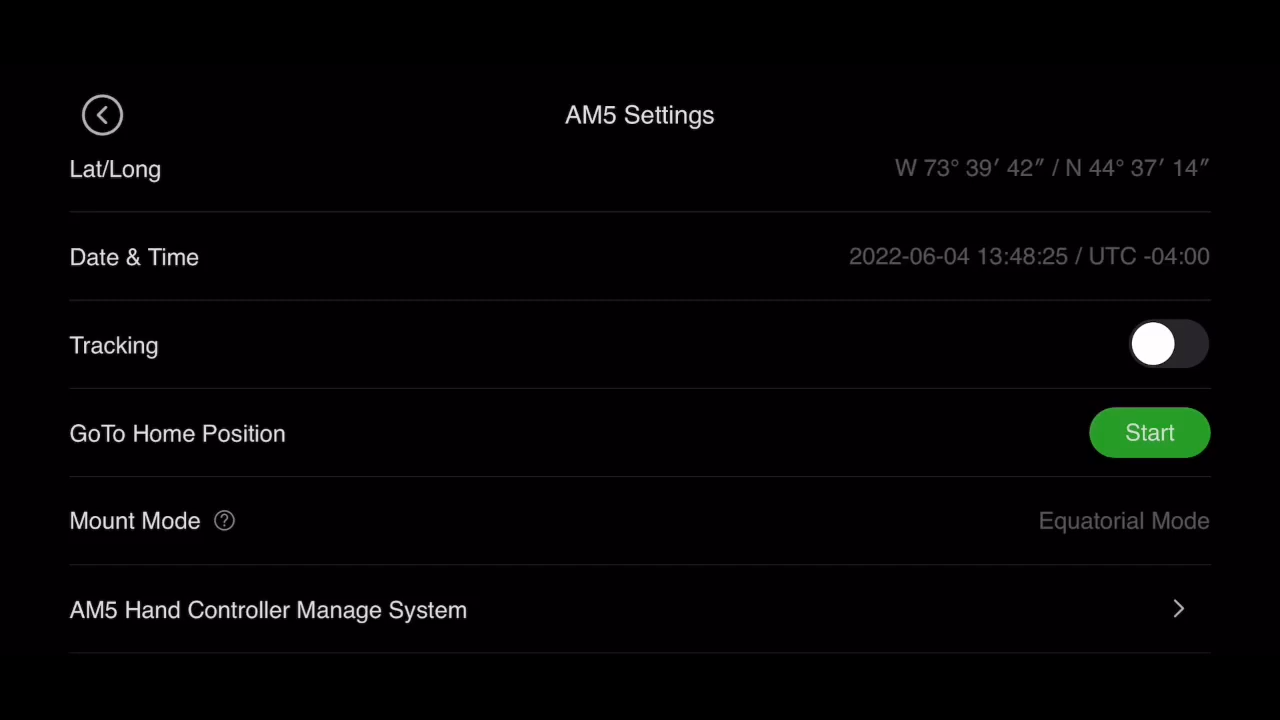 AM5 Settings
Lat/Long W 73° 39′ 42″ / N 44° 37′ 14″
Date & Time 2022-06-04 13:48:25 / UTC -04:00
Tracking
GoTo Home Position Start
Mount Mode ? Equatorial Mode
AM5 Hand Controller Manage System